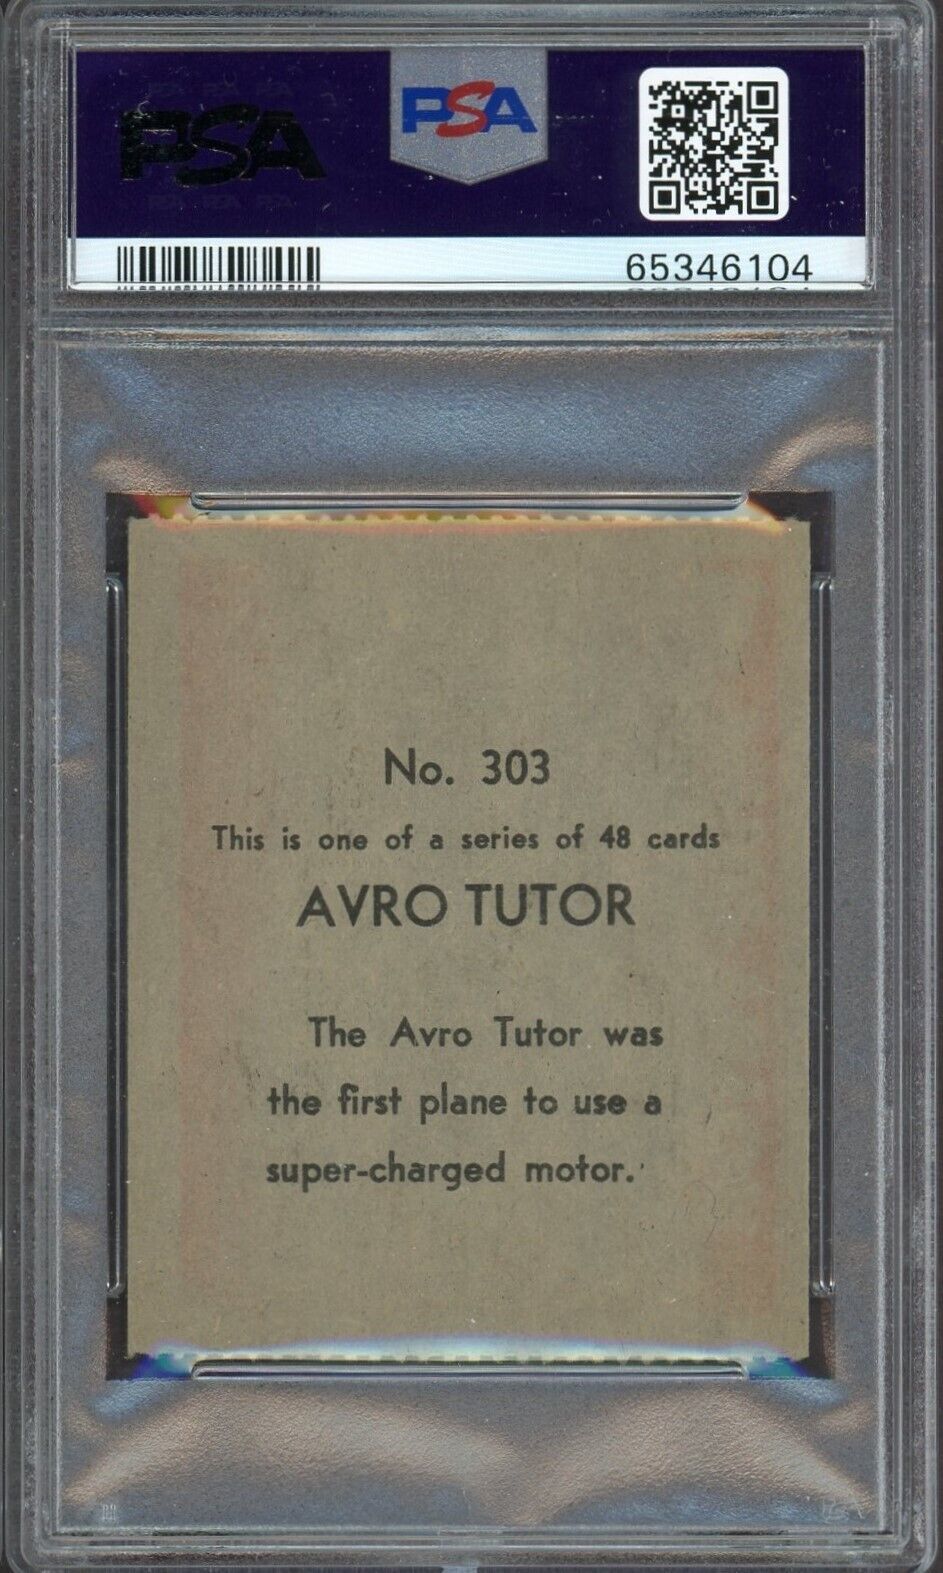 PSA
PSA
65346104
No. 303
This is one of a series of 48 cards
AVRO TUTOR
The Avro Tutor was
the first plane to use a
super-charged motor.